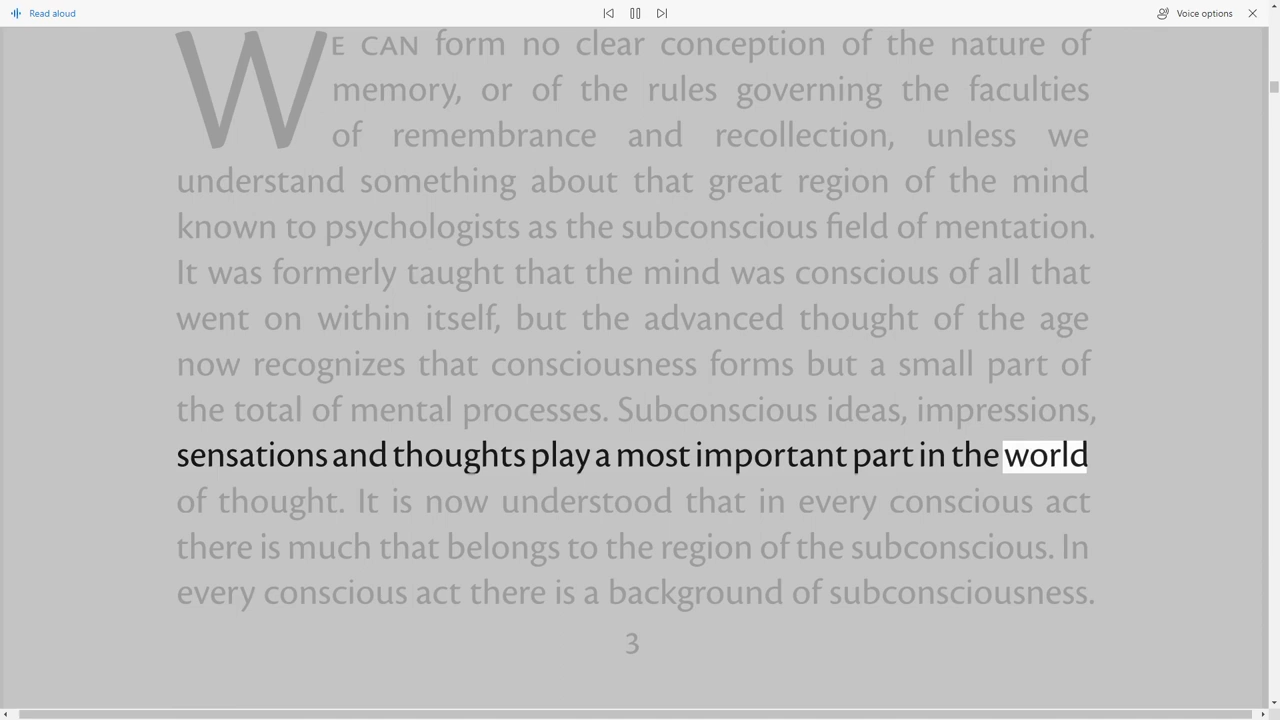 Read aloud
Voice options
WE CAN form no clear conception of the nature of
memory, or of the rules governing the faculties
of remembrance and recollection, unless we
understand something about that great region of the mind
known to psychologists as the subconscious field of mentation.
It was formerly taught that the mind was conscious of all that
went on within itself, but the advanced thought of the age
now recognizes that consciousness forms but a small part of
the total of mental processes. Subconscious ideas, impressions,
sensations and thoughts play a most important part in the world
of thought. It is now understood that in every conscious act
there is much that belongs to the region of the subconscious. In
every conscious act there is a background of subconsciousness.
3